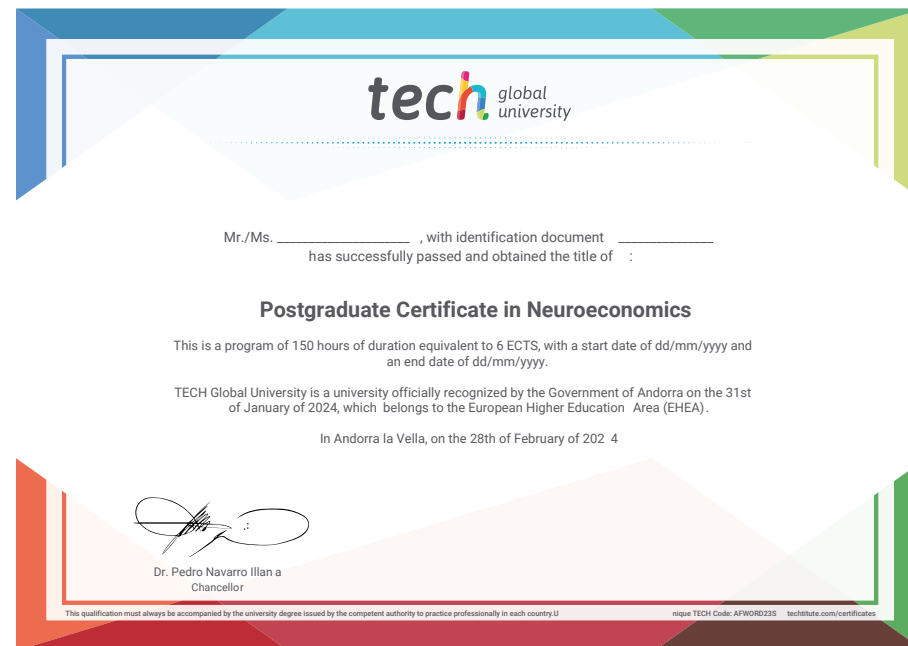 tech global
university
Mr./Ms. _____________________ , with identification document _______________
has successfully passed and obtained the title of :
Postgraduate Certificate in Neuroeconomics
This is a program of 150 hours of duration equivalent to 6 ECTS, with a start date of dd/mm/yyyy and
an end date of dd/mm/yyyy.
TECH Global University is a university officially recognized by the Government of Andorra on the 31st
of January of 2024, which belongs to the European Higher Education Area (EHEA).
In Andorra la Vella, on the 28th of February of 202 4
Dr. Pedro Navarro Illan a
Chancellor
This qualification must always be accompanied by the university degree issued by the competent authority to practice professionally in each country.U nique TECH Code: AFWORD23S techtitute.com/certificates